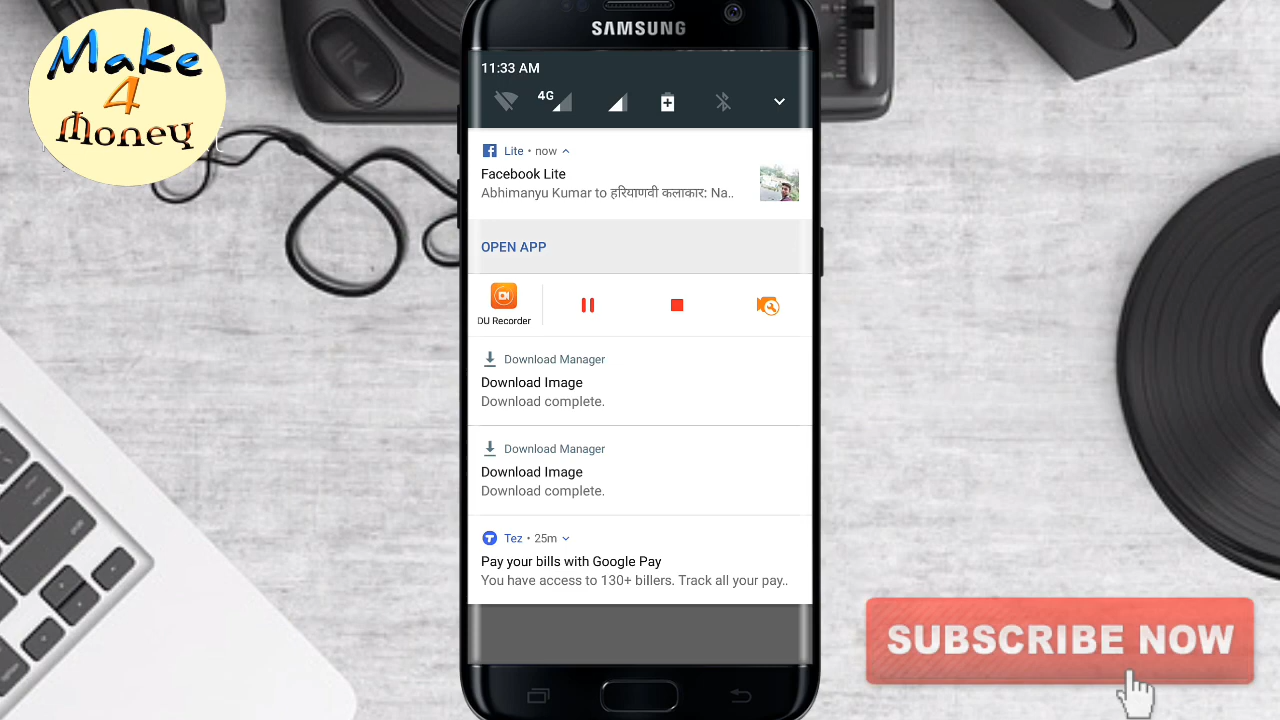 Make
4
Money
SAMSUNG
11:33 AM
4G
Lite • now
Facebook Lite
Abhimanyu Kumar to हरियाणवी कलाकार: Na..
OPEN APP
DU Recorder
Download Manager
Download Image
Download complete.
Download Manager
Download Image
Download complete.
Tez • 25m
Pay your bills with Google Pay
You have access to 130+ billers. Track all your pay..
SUBSCRIBE NOW